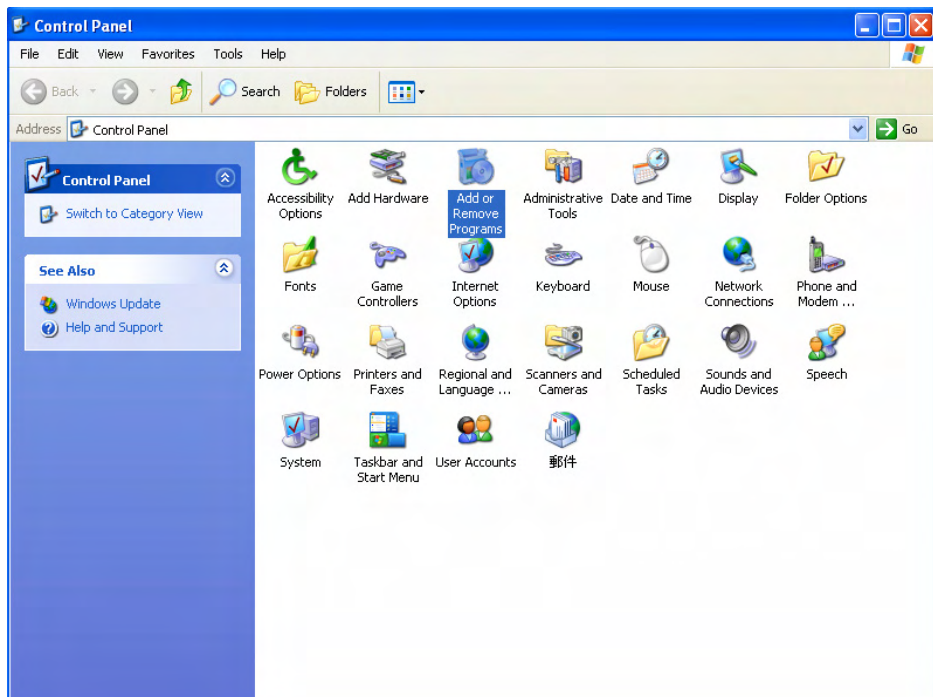 Control Panel
File Edit View Favorites Tools Help
Back Search Folders
Address Control Panel Go
Control Panel
Switch to Category View
See Also
Windows Update
Help and Support
Accessibility Options
Add Hardware
Add or Remove Programs
Administrative Tools
Date and Time
Display
Folder Options
Fonts
Game Controllers
Internet Options
Keyboard
Mouse
Network Connections
Phone and Modem ...
Power Options
Printers and Faxes
Regional and Language ...
Scanners and Cameras
Scheduled Tasks
Sounds and Audio Devices
Speech
System
Taskbar and Start Menu
User Accounts
郵件